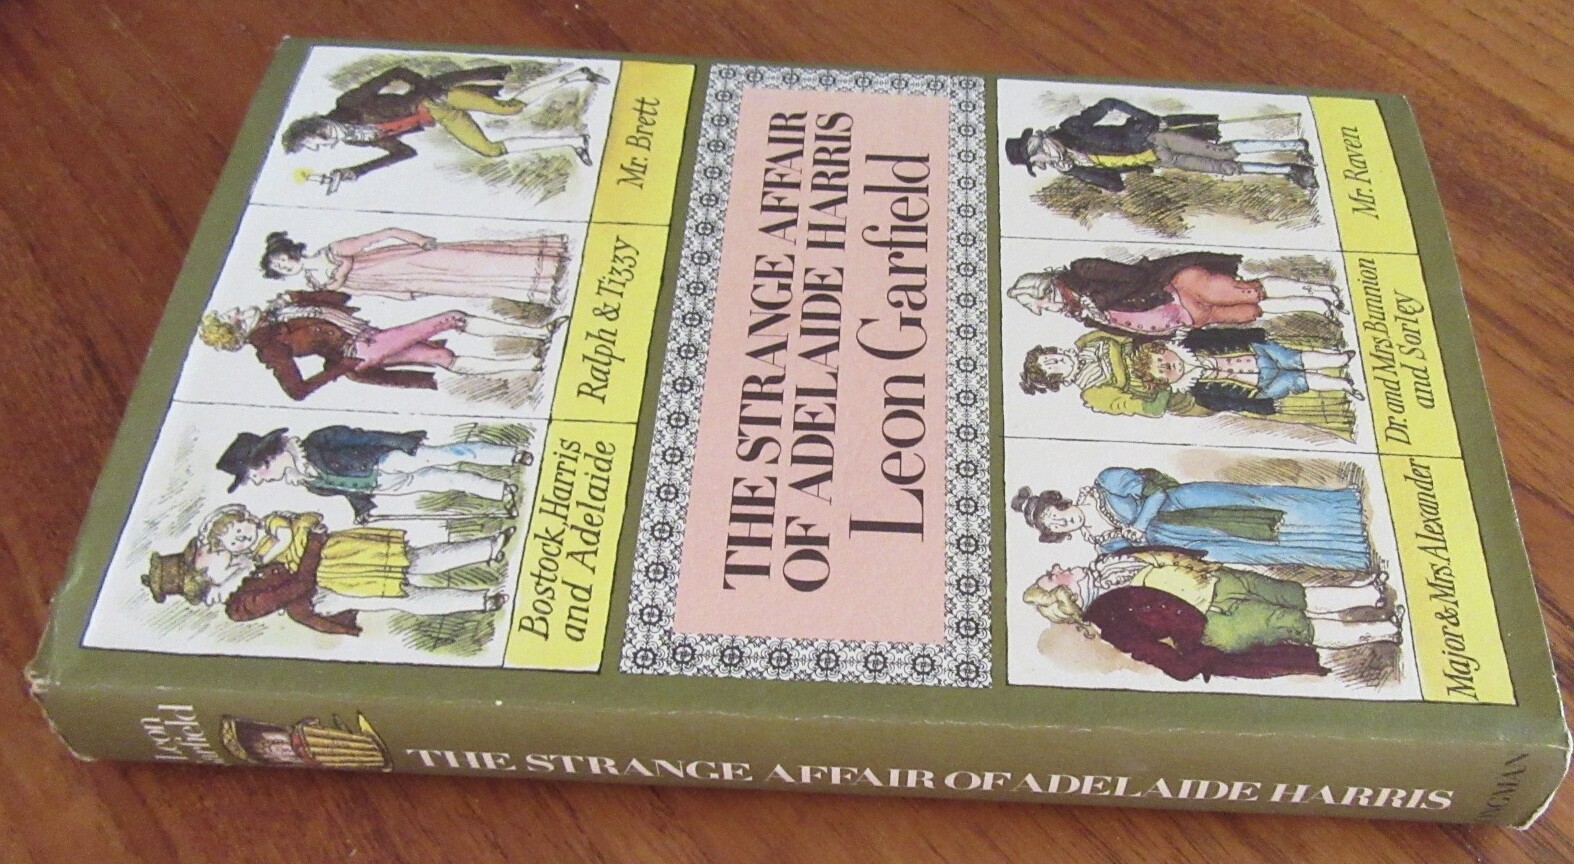 Bostock Harris
and Adelaide
Ralph & Tizzy
Mr. Brett
THE STRANGE AFFAIR
OF ADELAIDE HARRIS
Leon Garfield
Major & Mrs Alexander
Dr. and Mrs Bunnion
and Sorley
Mr. Raven
Leon
Garfield
THE STRANGE AFFAIR OF ADELAIDE HARRIS